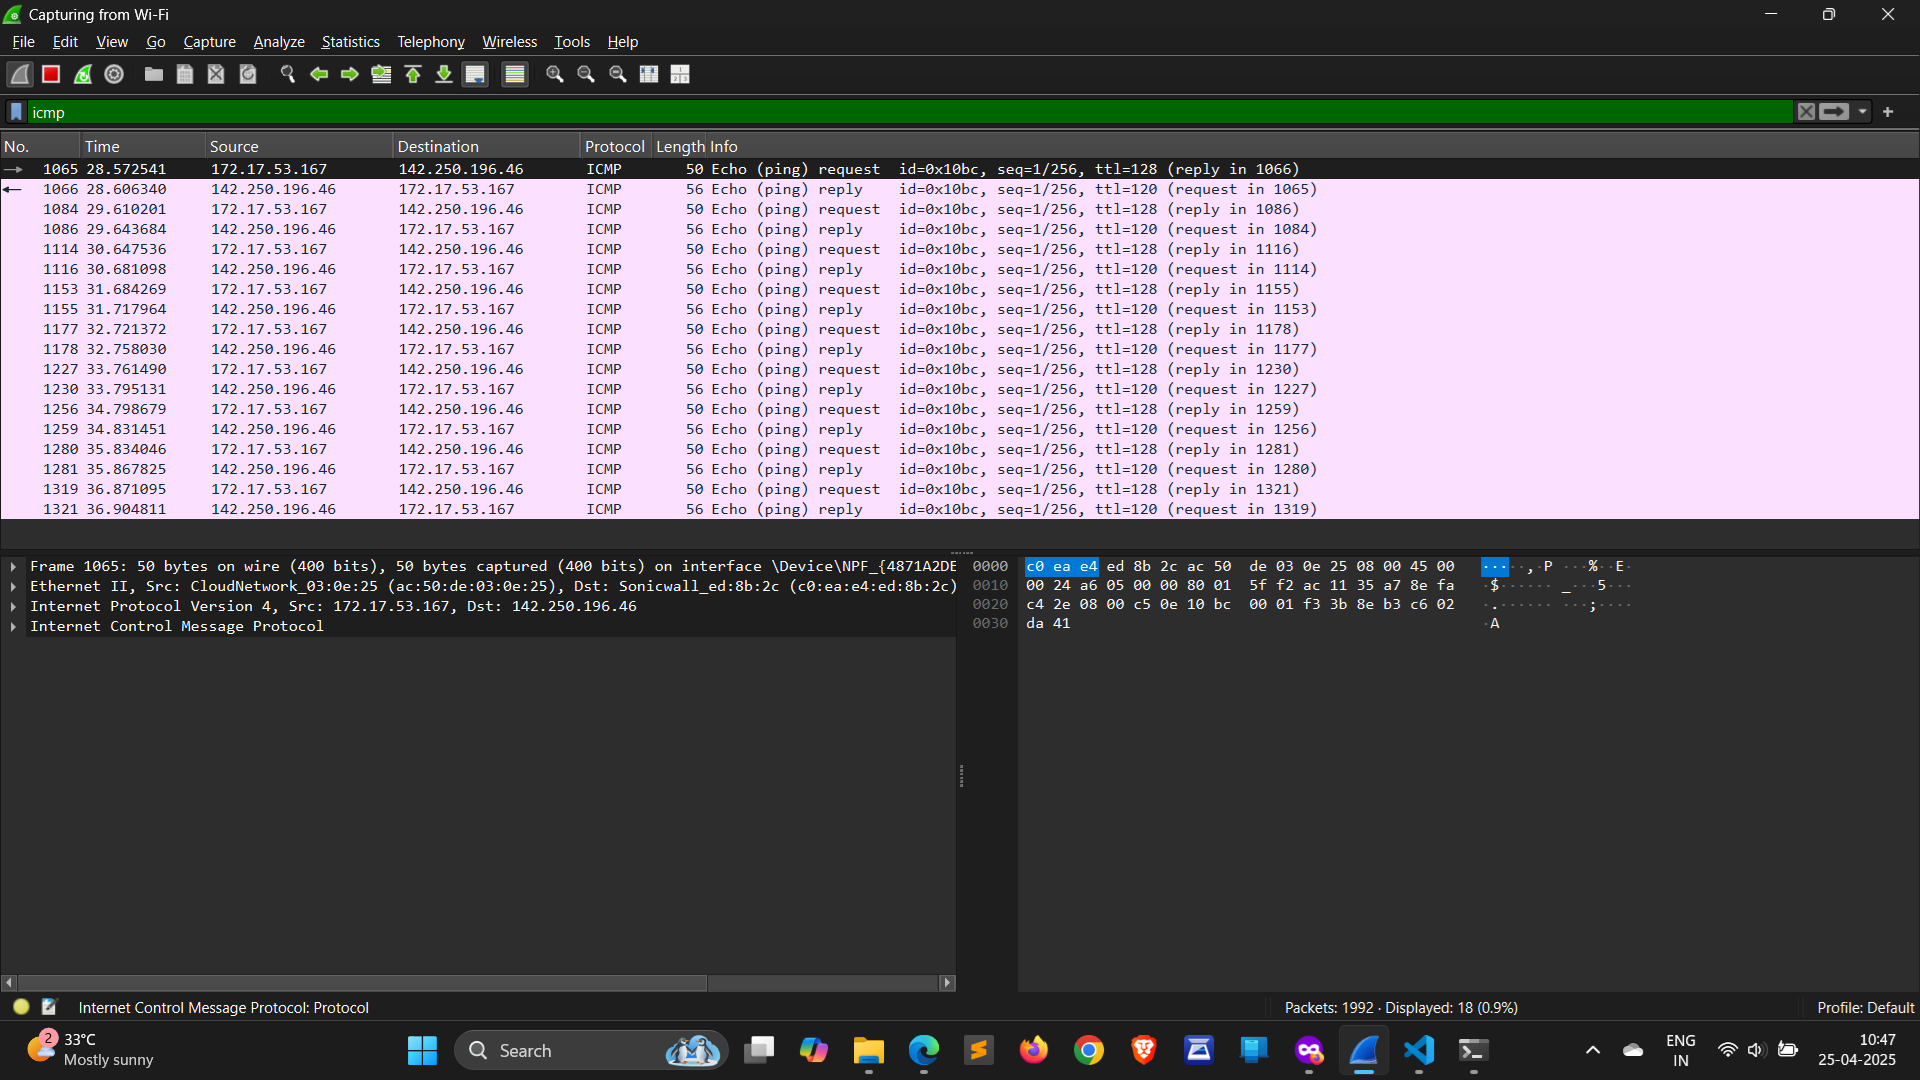 Capturing from Wi-Fi
File Edit View Go Capture Analyze Statistics Telephony Wireless Tools Help
icmp
No. Time Source Destination Protocol Length Info
1065 28.572541 172.17.53.167 142.250.196.46 ICMP 50 Echo (ping) request id=0x10bc, seq=1/256, ttl=128 (reply in 1066)
1066 28.606340 142.250.196.46 172.17.53.167 ICMP 56 Echo (ping) reply id=0x10bc, seq=1/256, ttl=120 (request in 1065)
1084 29.610201 172.17.53.167 142.250.196.46 ICMP 50 Echo (ping) request id=0x10bc, seq=1/256, ttl=128 (reply in 1086)
1086 29.643684 142.250.196.46 172.17.53.167 ICMP 56 Echo (ping) reply id=0x10bc, seq=1/256, ttl=120 (request in 1084)
1114 30.647536 172.17.53.167 142.250.196.46 ICMP 50 Echo (ping) request id=0x10bc, seq=1/256, ttl=128 (reply in 1116)
1116 30.681098 142.250.196.46 172.17.53.167 ICMP 56 Echo (ping) reply id=0x10bc, seq=1/256, ttl=120 (request in 1114)
1153 31.684269 172.17.53.167 142.250.196.46 ICMP 50 Echo (ping) request id=0x10bc, seq=1/256, ttl=128 (reply in 1155)
1155 31.717964 142.250.196.46 172.17.53.167 ICMP 56 Echo (ping) reply id=0x10bc, seq=1/256, ttl=120 (request in 1153)
1177 32.721372 172.17.53.167 142.250.196.46 ICMP 50 Echo (ping) request id=0x10bc, seq=1/256, ttl=128 (reply in 1178)
1178 32.758030 142.250.196.46 172.17.53.167 ICMP 56 Echo (ping) reply id=0x10bc, seq=1/256, ttl=120 (request in 1177)
1227 33.761490 172.17.53.167 142.250.196.46 ICMP 50 Echo (ping) request id=0x10bc, seq=1/256, ttl=128 (reply in 1230)
1230 33.795131 142.250.196.46 172.17.53.167 ICMP 56 Echo (ping) reply id=0x10bc, seq=1/256, ttl=120 (request in 1227)
1256 34.798679 172.17.53.167 142.250.196.46 ICMP 50 Echo (ping) request id=0x10bc, seq=1/256, ttl=128 (reply in 1259)
1259 34.831451 142.250.196.46 172.17.53.167 ICMP 56 Echo (ping) reply id=0x10bc, seq=1/256, ttl=120 (request in 1256)
1280 35.834046 172.17.53.167 142.250.196.46 ICMP 50 Echo (ping) request id=0x10bc, seq=1/256, ttl=128 (reply in 1281)
1281 35.867825 142.250.196.46 172.17.53.167 ICMP 56 Echo (ping) reply id=0x10bc, seq=1/256, ttl=120 (request in 1280)
1319 36.871095 172.17.53.167 142.250.196.46 ICMP 50 Echo (ping) request id=0x10bc, seq=1/256, ttl=128 (reply in 1321)
1321 36.904811 142.250.196.46 172.17.53.167 ICMP 56 Echo (ping) reply id=0x10bc, seq=1/256, ttl=120 (request in 1319)
Frame 1065: 50 bytes on wire (400 bits), 50 bytes captured (400 bits) on interface \Device\NPF_{4871A2DE
Ethernet II, Src: CloudNetwork_03:0e:25 (ac:50:de:03:0e:25), Dst: Sonicwall_ed:8b:2c (c0:ea:e4:ed:8b:2c)
Internet Protocol Version 4, Src: 172.17.53.167, Dst: 142.250.196.46
Internet Control Message Protocol
0000 c0 ea e4 ed 8b 2c ac 50 de 03 0e 25 08 00 45 00 ·····,·P ···%··E·
0010 00 24 a6 05 00 00 80 01 5f f2 ac 11 35 a7 8e fa ·$······ _···5···
0020 c4 2e 08 00 c5 0e 10 bc 00 01 f3 3b 8e b3 c6 02 ·.······ ···;····
0030 da 41 ·A
Internet Control Message Protocol: Protocol
Packets: 1992 · Displayed: 18 (0.9%)
Profile: Default
2
33°C
Mostly sunny
Search
ENG
IN
10:47
25-04-2025